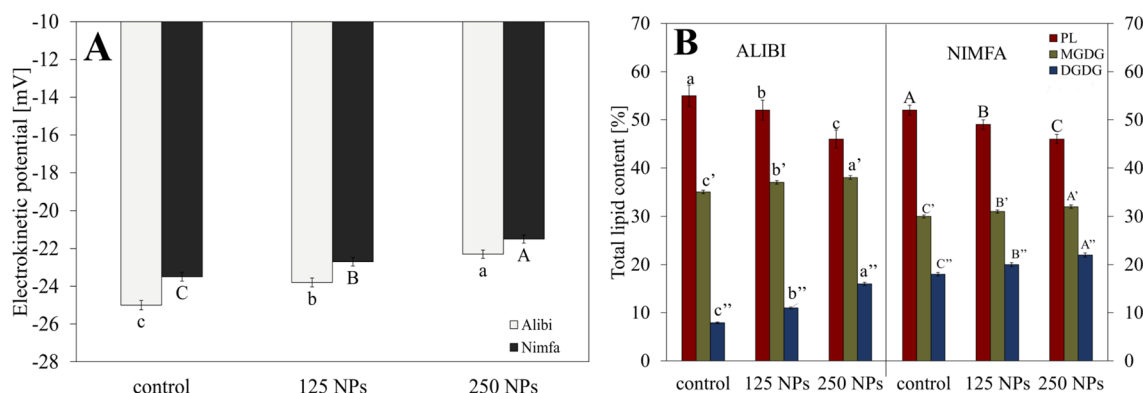 A
Electrokinetic potential [mV]
-10
-12
-14
-16
-18
-20
-22
-24
-26
-28
c
C
b
B
a
A
Alibi
Nimfa
control
125 NPs
250 NPs
B
Total lipid content [%]
70
60
50
40
30
20
10
0
ALIBI
NIMFA
PL
MGDG
DGDG
a
c’
c’’
b
b’
b’’
c
a’
a’’
A
C’
C’’
B
B’
B’’
C
A’
A’’
70
60
50
40
30
20
10
0
control
125 NPs
250 NPs
control
125 NPs
250 NPs